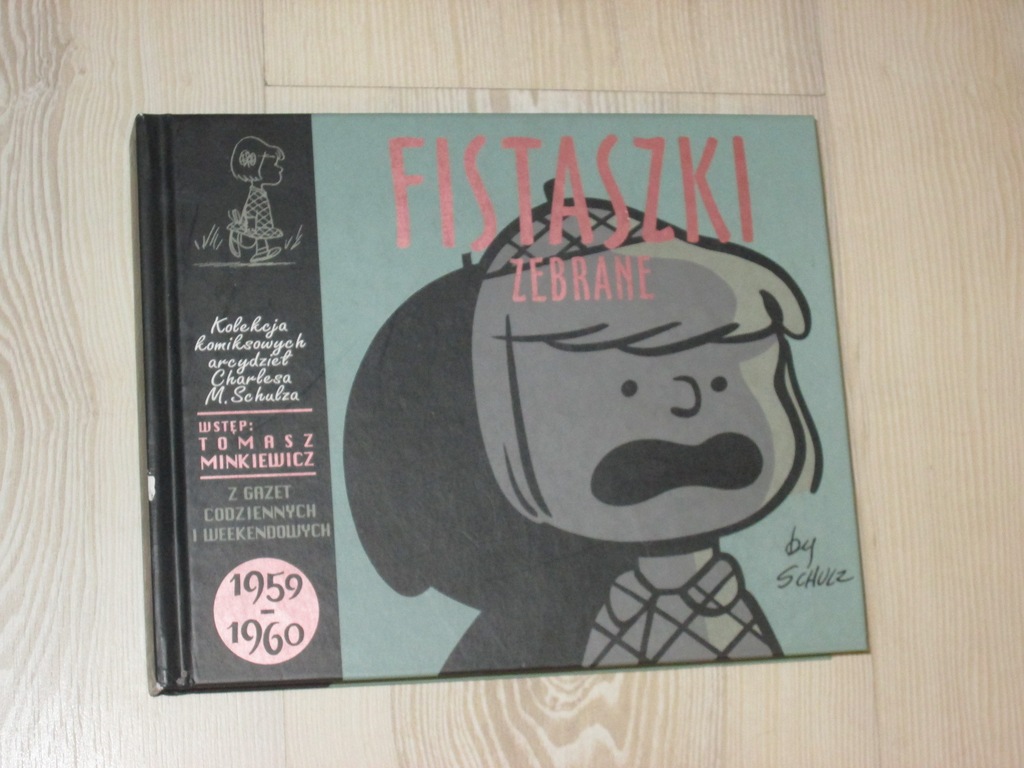 FISTASZKI
ZEBRANE
Kolekcja
komiksowych
arcydzieł
Charlesa
M. Schulza
WSTĘP:
TOMASZ
MINKIEWICZ
Z GAZET
CODZIENNYCH
I WEEKENDOWYCH
1959
-
1960
by
SCHULZ